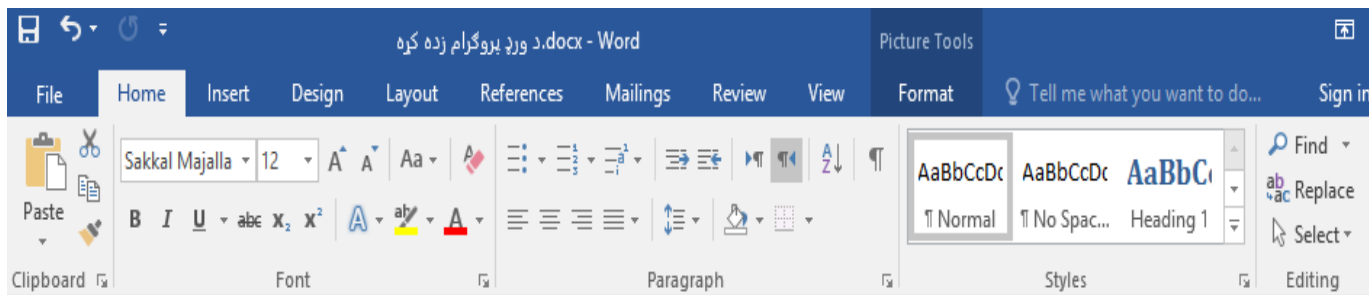 د ورډ پروګرام زده کړه.docx - Word
Picture Tools
File Home Insert Design Layout References Mailings Review View Format Tell me what you want to do... Sign in
Sakkal Majalla 12 A A Aa A Z ¶
Paste B I U abc X₂ X² A ab A
AaBbCcDc AaBbCcDc AaBbC
¶ Normal ¶ No Spac... Heading 1
Find
Replace
Select
Clipboard Font Paragraph Styles Editing